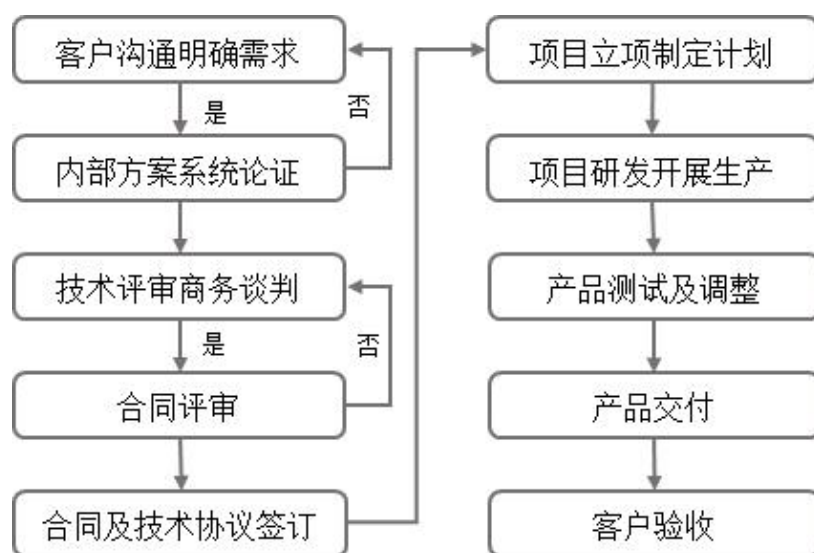 客户沟通明确需求
是
否
内部方案系统论证
技术评审商务谈判
是
否
合同评审
合同及技术协议签订
项目立项制定计划
项目研发开展生产
产品测试及调整
产品交付
客户验收